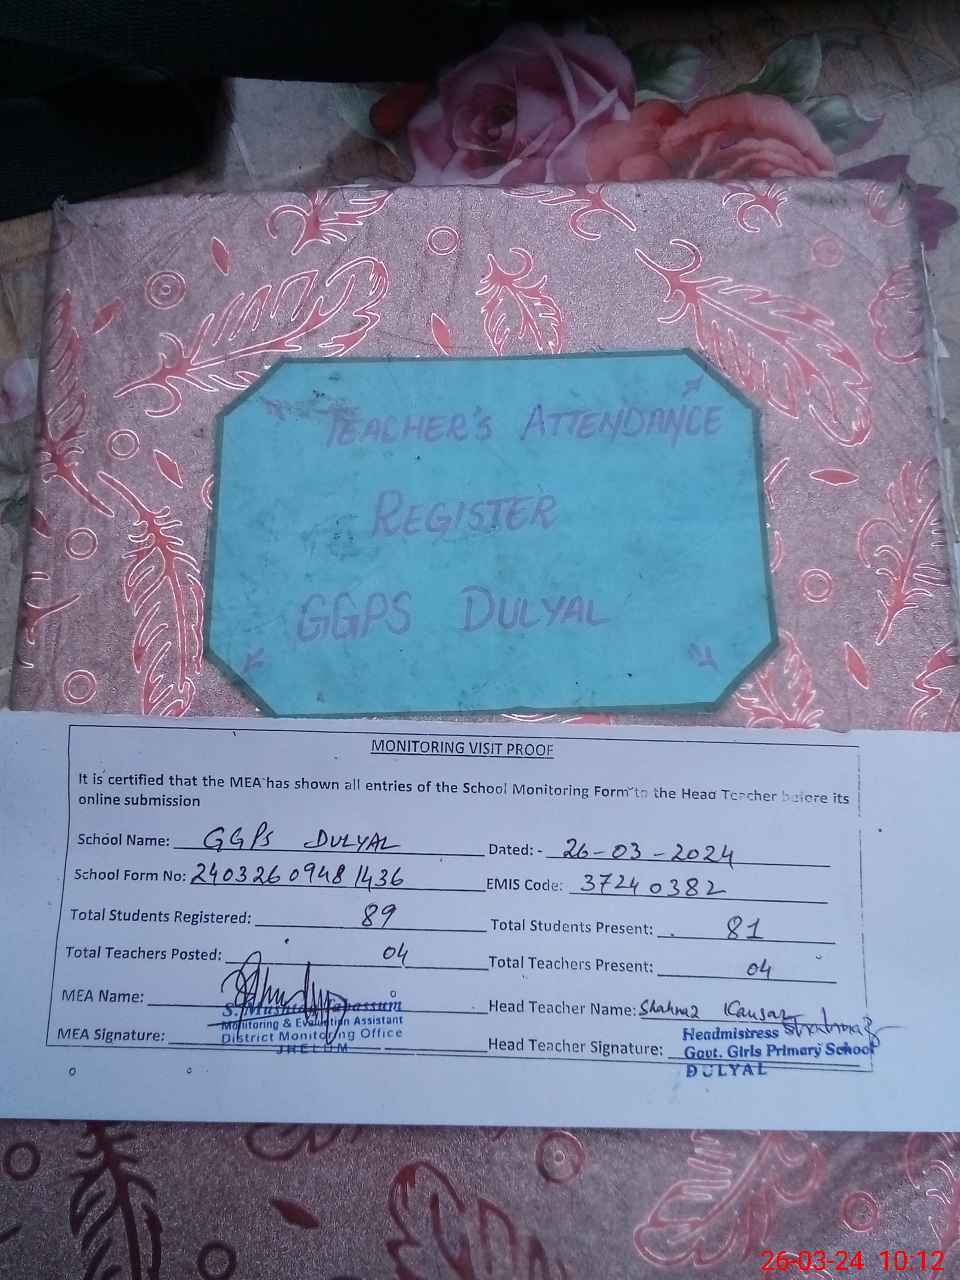 TEACHER'S ATTENDANCE
REGISTER
GGPS DULYAL
MONITORING VISIT PROOF
It is certified that the MEA has shown all entries of the School Monitoring Form to the Head Teacher before its
online submission
School Name: GGPS DULYAL Dated: - 26-03-2024
School Form No: 2403260948 1436 EMIS Code: 37240382
Total Students Registered: 89 Total Students Present: 81
Total Teachers Posted: 04 Total Teachers Present: 04
MEA Name: Head Teacher Name: Shahnaz Kausar
S. Tabassum
Monitoring & Evaluation Assistant
District Monitoring Office
JHELUM
MEA Signature: Head Teacher Signature:
Headmistress
Govt. Girls Primary School
DULYAL
26-03-24 10:12